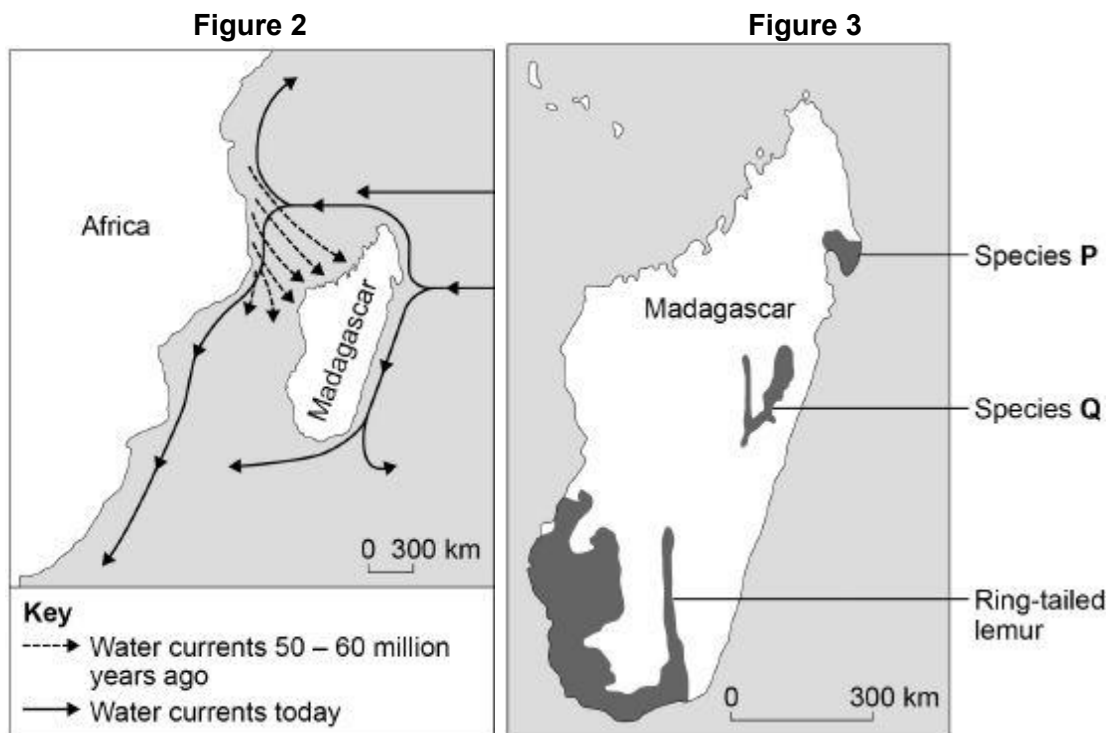 Figure 2
Africa
Madagascar
0 300 km
Key
Water currents 50 – 60 million
years ago
Water currents today
Figure 3
Madagascar
Species P
Species Q
Ring-tailed
lemur
0 300 km